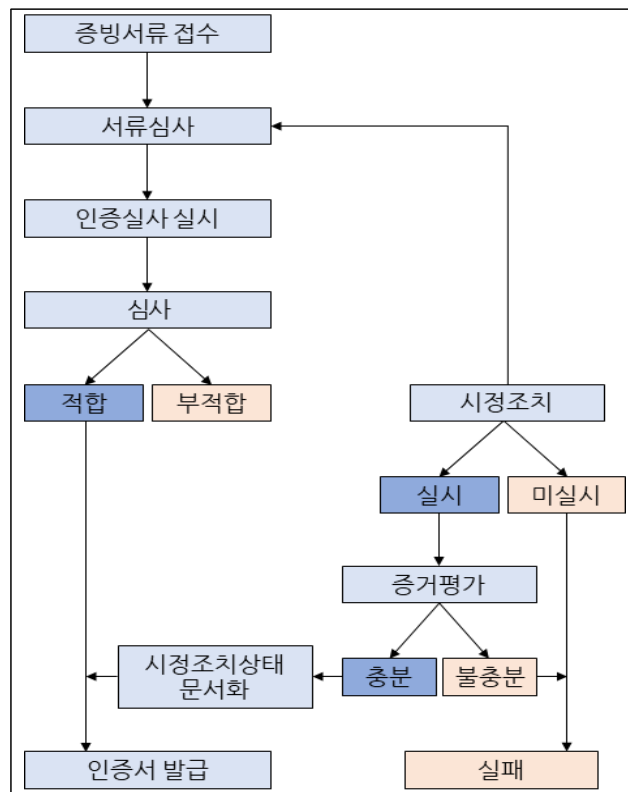 증빙서류 접수
서류심사
인증실사 실시
심사
적합
부적합
시정조치
실시
미실시
증거평가
시정조치상태
문서화
충분
불충분
인증서 발급
실패